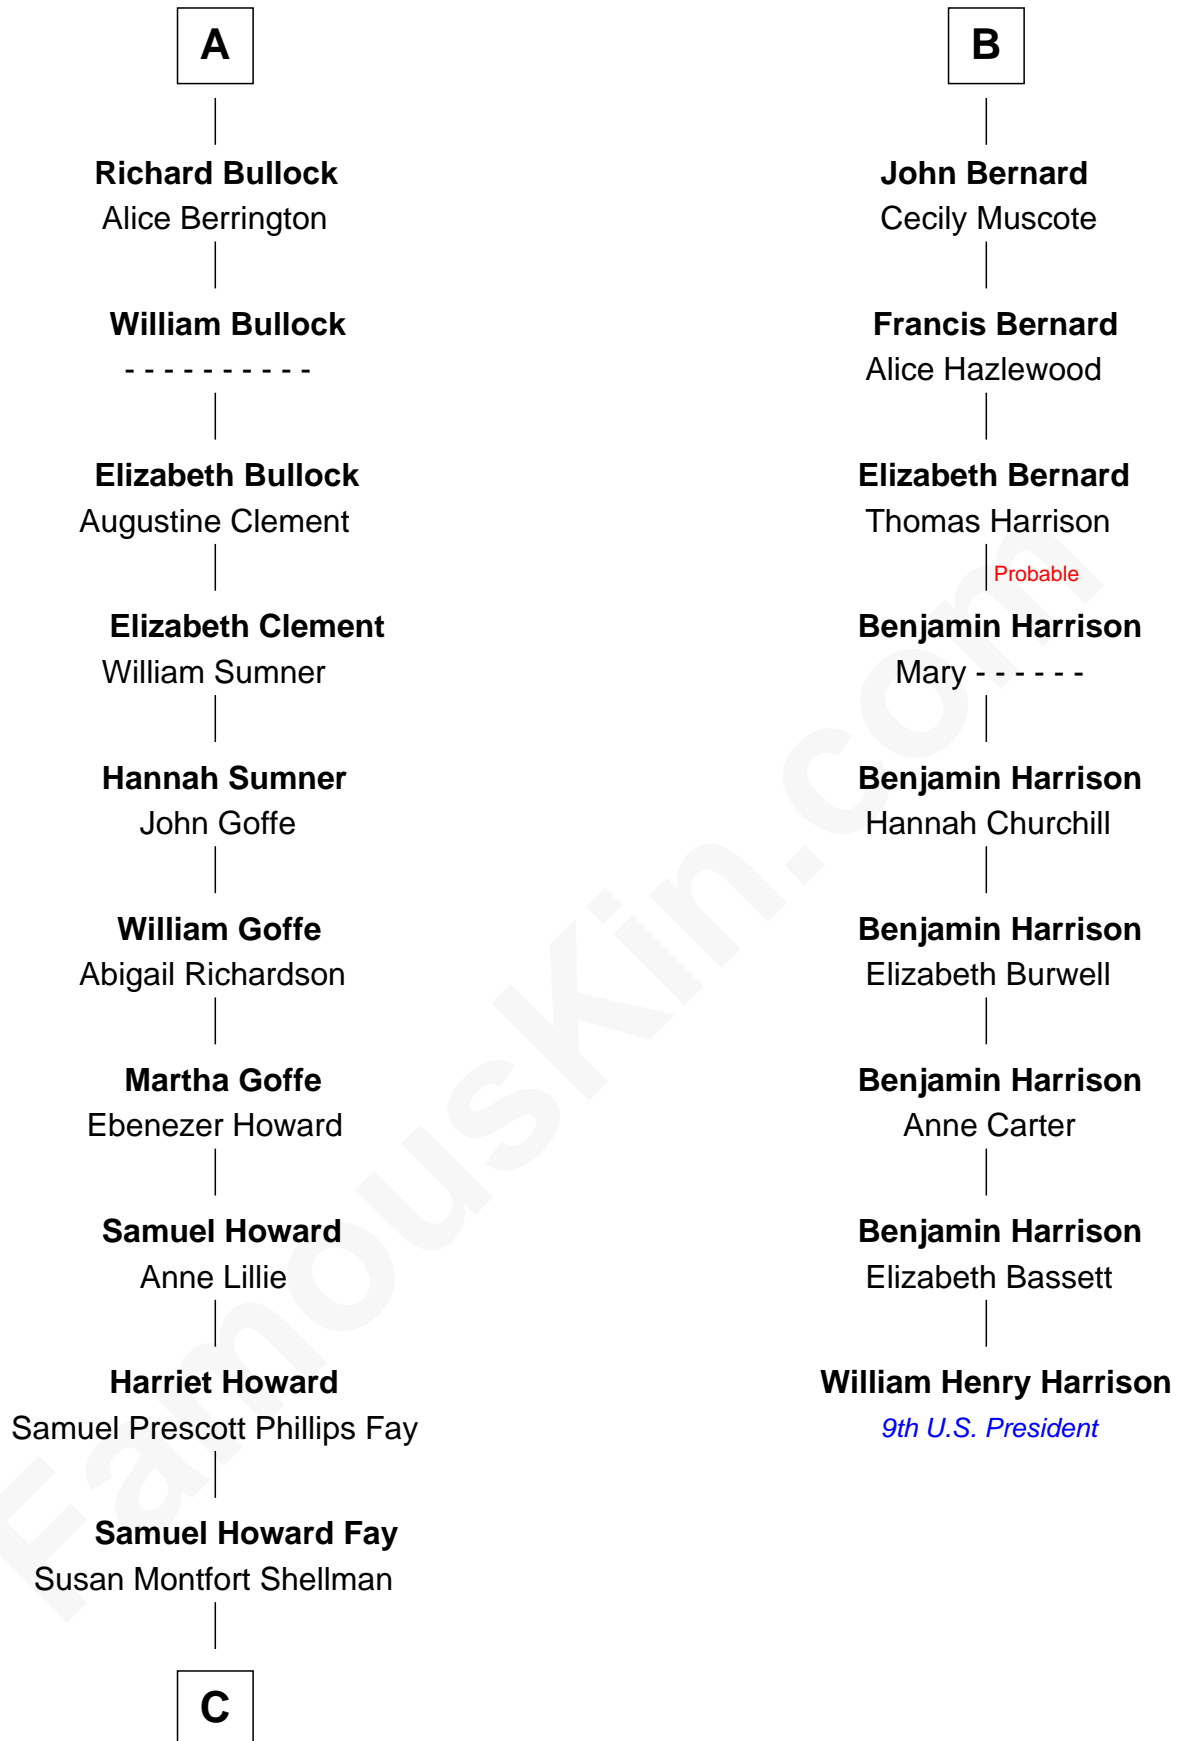 A
Richard Bullock
Alice Berrington
William Bullock
- - - - - - - - - -
Elizabeth Bullock
Augustine Clement
Elizabeth Clement
William Sumner
Hannah Sumner
John Goffe
William Goffe
Abigail Richardson
Martha Goffe
Ebenezer Howard
Samuel Howard
Anne Lillie
Harriet Howard
Samuel Prescott Phillips Fay
Samuel Howard Fay
Susan Montfort Shellman
C
B
John Bernard
Cecily Muscote
Francis Bernard
Alice Hazlewood
Elizabeth Bernard
Thomas Harrison
Probable
Benjamin Harrison
Mary - - - - - -
Benjamin Harrison
Hannah Churchill
Benjamin Harrison
Elizabeth Burwell
Benjamin Harrison
Anne Carter
Benjamin Harrison
Elizabeth Bassett
William Henry Harrison
9th U.S. President
FamousKin.com